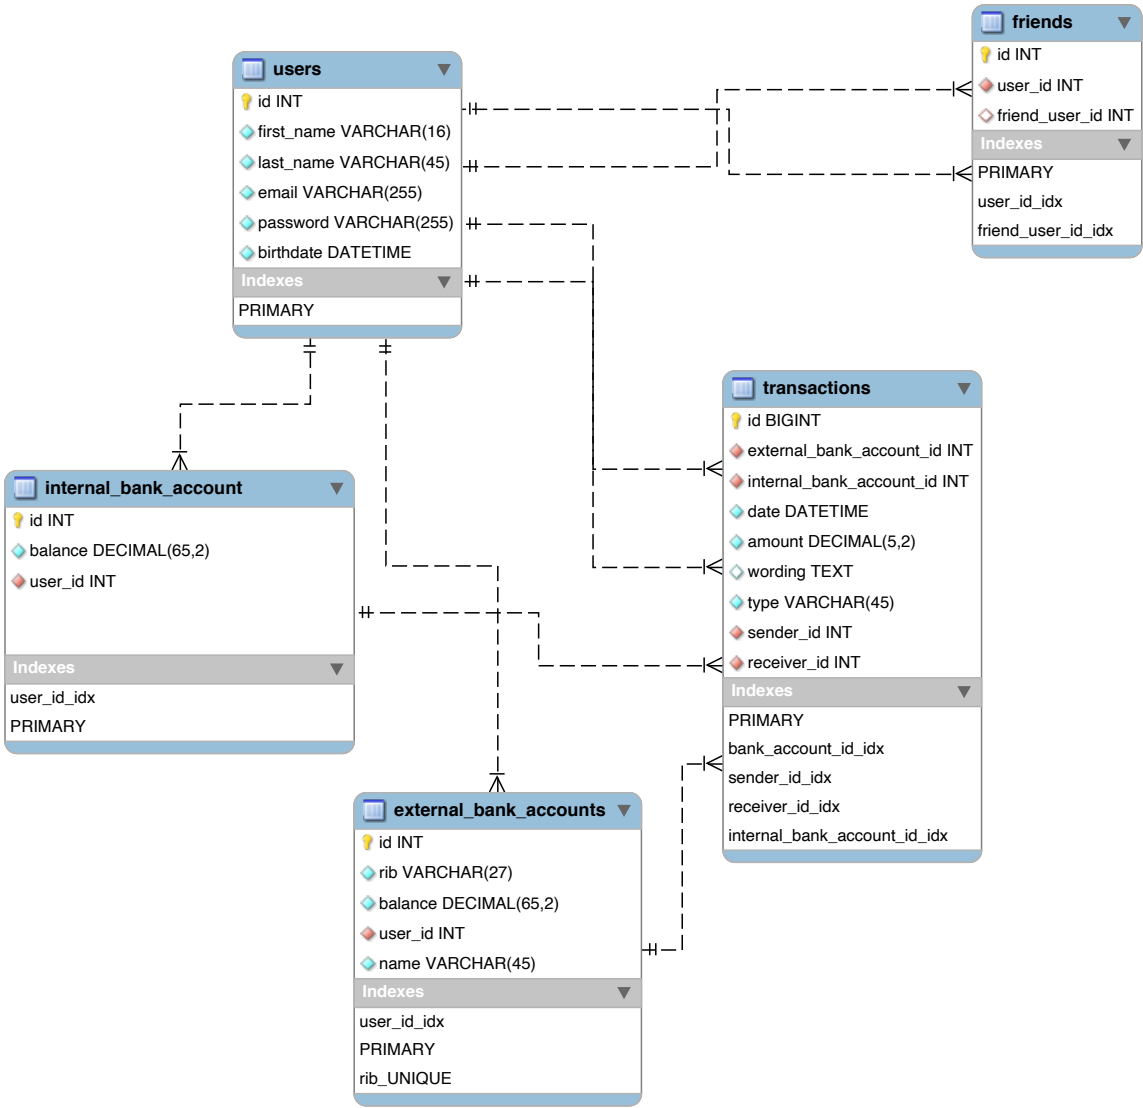 users
id INT
first_name VARCHAR(16)
last_name VARCHAR(45)
email VARCHAR(255)
password VARCHAR(255)
birthdate DATETIME
Indexes
PRIMARY
friends
id INT
user_id INT
friend_user_id INT
Indexes
PRIMARY
user_id_idx
friend_user_id_idx
transactions
id BIGINT
external_bank_account_id INT
internal_bank_account_id INT
date DATETIME
amount DECIMAL(5,2)
wording TEXT
type VARCHAR(45)
sender_id INT
receiver_id INT
Indexes
PRIMARY
bank_account_id_idx
sender_id_idx
receiver_id_idx
internal_bank_account_id_idx
internal_bank_account
id INT
balance DECIMAL(65,2)
user_id INT
Indexes
user_id_idx
PRIMARY
external_bank_accounts
id INT
rib VARCHAR(27)
balance DECIMAL(65,2)
user_id INT
name VARCHAR(45)
Indexes
user_id_idx
PRIMARY
rib_UNIQUE